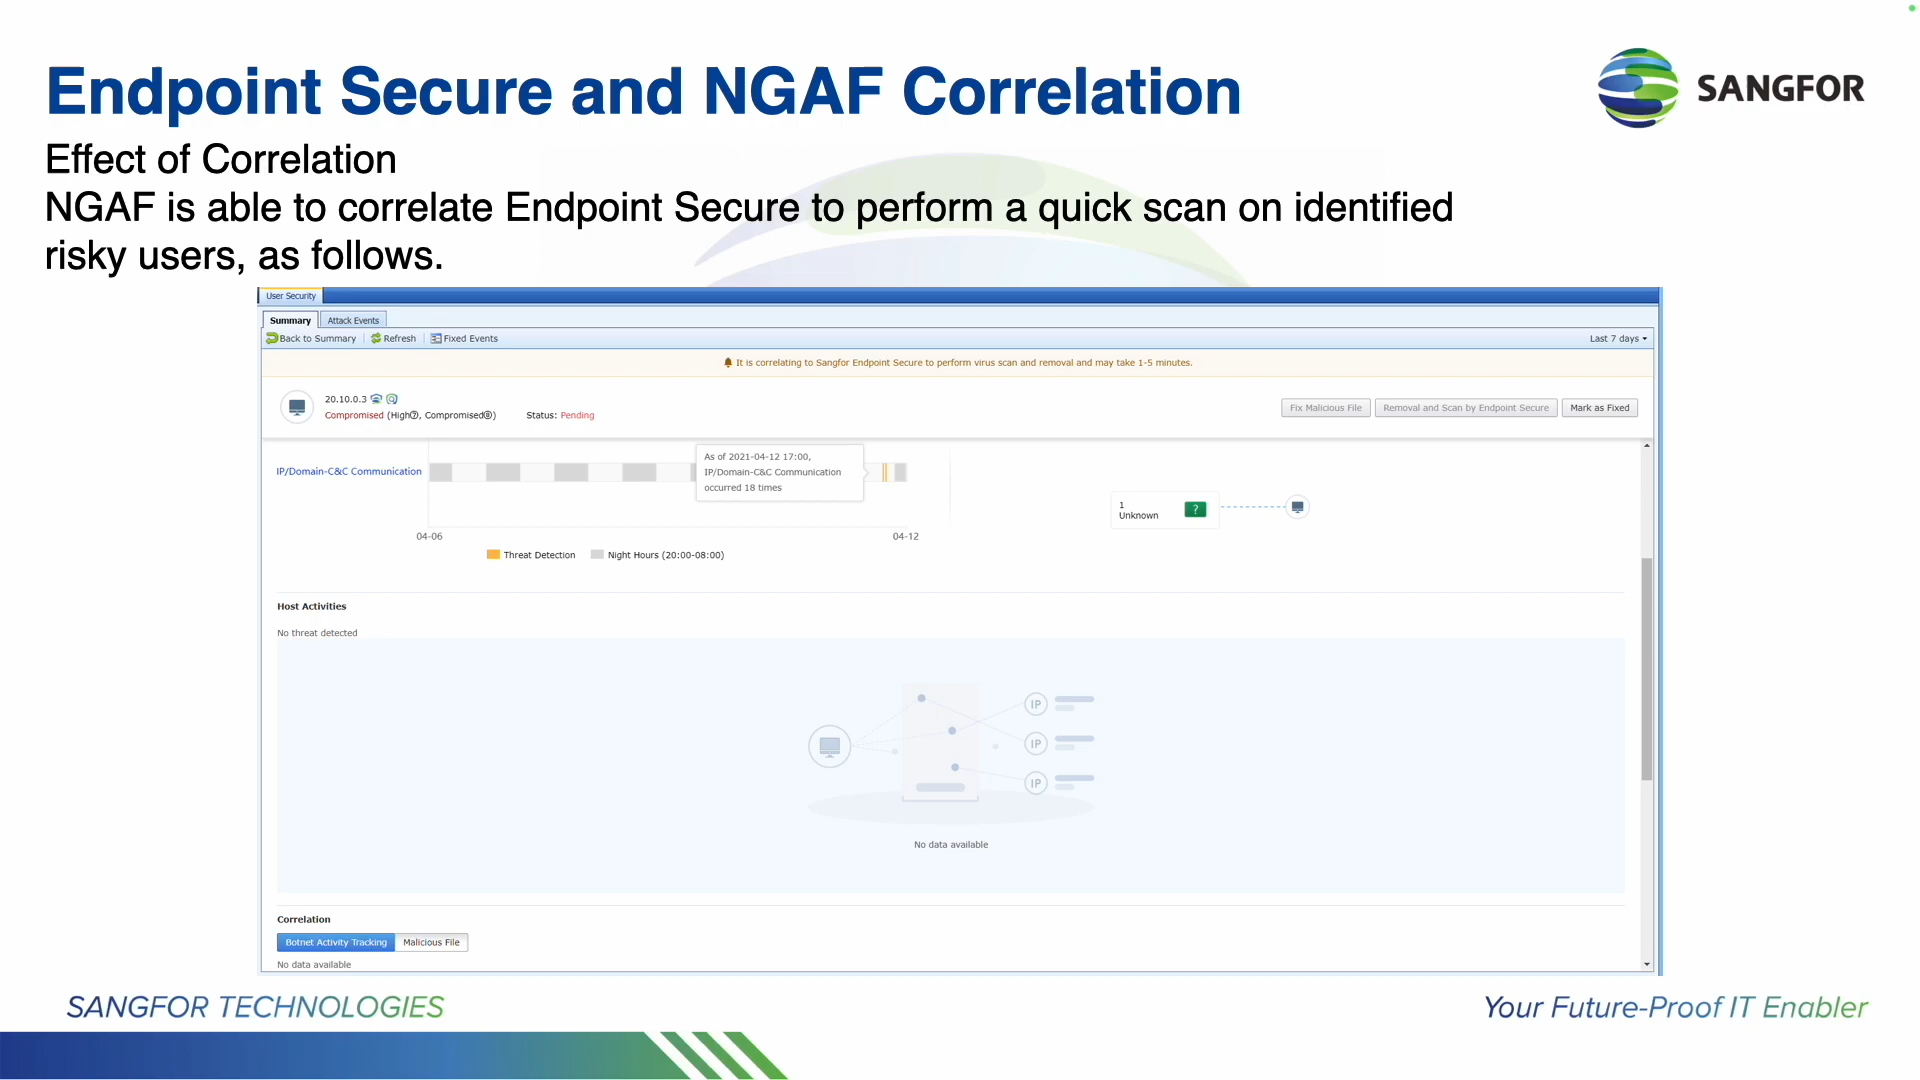 Endpoint Secure and NGAF Correlation
SANGFOR
Effect of Correlation
NGAF is able to correlate Endpoint Secure to perform a quick scan on identified
risky users, as follows.
User Security
Summary
Attack Events
Back to Summary
Refresh
Fixed Events
Last 7 days
It is correlating to Sangfor Endpoint Secure to perform virus scan and removal and may take 1-5 minutes.
20.10.0.3
Compromised (High, Compromised) Status: Pending
Fix Malicious File
Removal and Scan by Endpoint Secure
Mark as Fixed
IP/Domain-C&C Communication
As of 2021-04-12 17:00,
IP/Domain-C&C Communication
occurred 18 times
1
Unknown
?
04-06
04-12
Threat Detection
Night Hours (20:00-08:00)
Host Activities
No threat detected
IP
IP
IP
No data available
Correlation
Botnet Activity Tracking
Malicious File
No data available
SANGFOR TECHNOLOGIES
Your Future-Proof IT Enabler